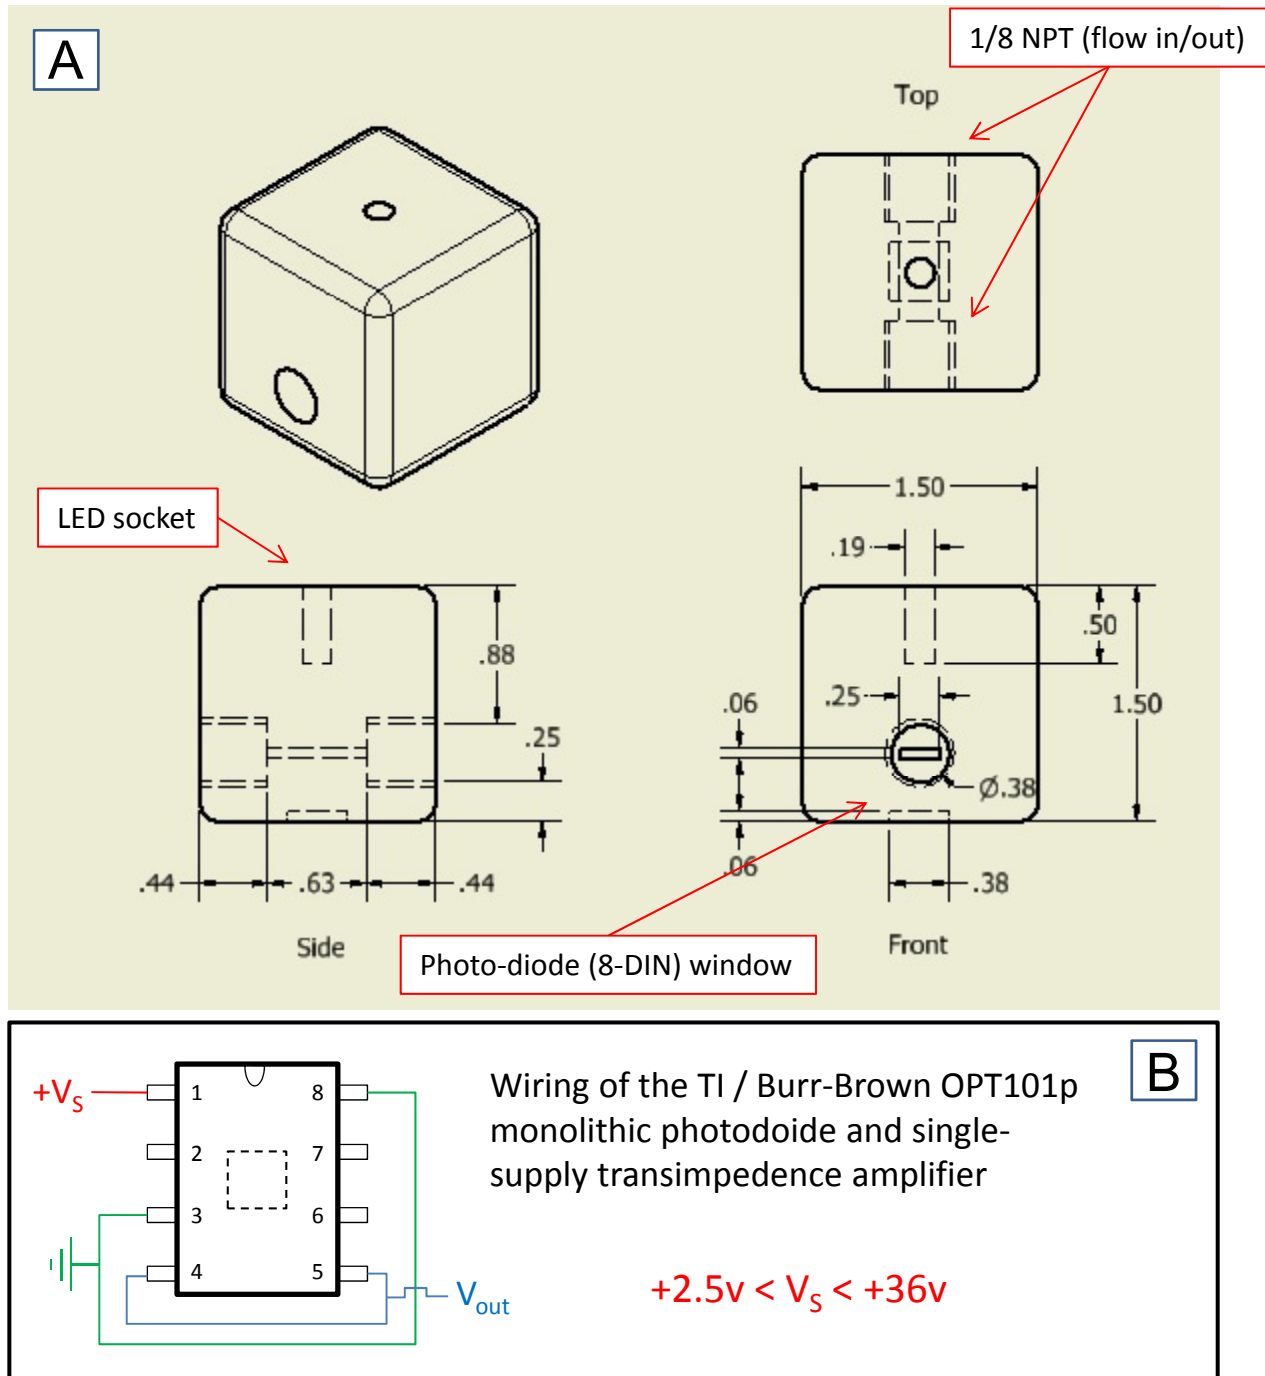 A
1/8 NPT (flow in/out)
Top
LED socket
1.50
.19
.50
.88
.25
.06
1.50
.25
Ø.38
.06
.44
.63
.44
.38
Side
Front
Photo-diode (8-DIN) window
B
+VS
1
8
2
7
3
6
4
5
Vout
Wiring of the TI / Burr-Brown OPT101p
monolithic photodoide and single-
supply transimpedence amplifier
+2.5v < VS < +36v